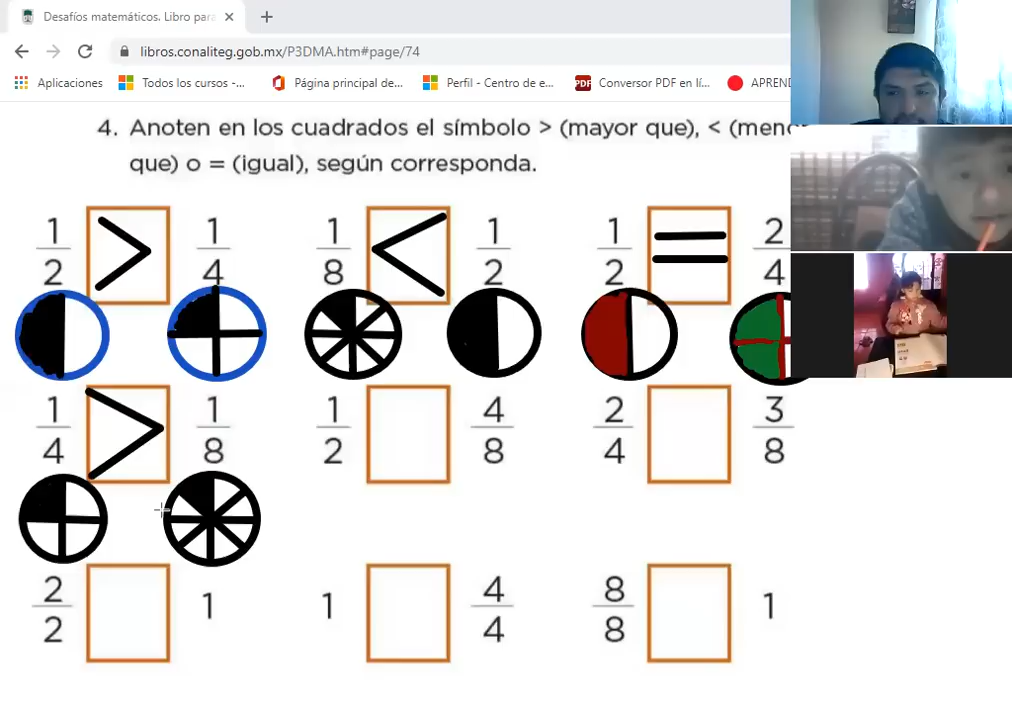 Desafíos matemáticos. Libro para
libros.conaliteg.gob.mx/P3DMA.htm#page/74
Aplicaciones Todos los cursos -... Página principal de... Perfil - Centro de e... PDF Conversor PDF en lí... APREND
4. Anoten en los cuadrados el símbolo > (mayor que), < (menor
que) o = (igual), según corresponda.
1/2 > 1/4 1/8 < 1/2 1/2 = 2/4
1/4 > 1/8 1/2 4/8 2/4 3/8
2/2 1 1 4/4 8/8 1